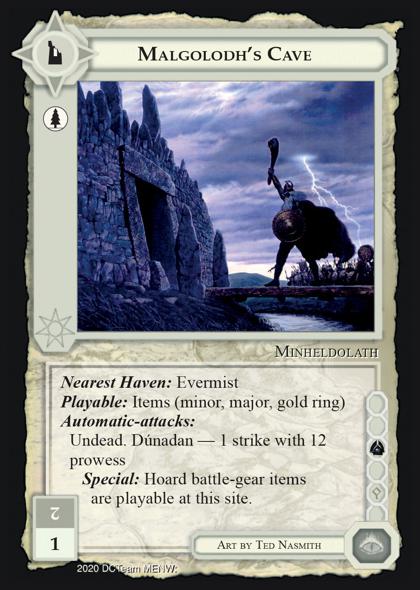 Malgolodh's Cave
Minheldolath
Nearest Haven: Evermist
Playable: Items (minor, major, gold ring)
Automatic-attacks:
Undead. Dúnadan — 1 strike with 12
prowess
Special: Hoard battle-gear items
are playable at this site.
2
1
Art by Ted Nasmith
2020 DCTeam MENW: